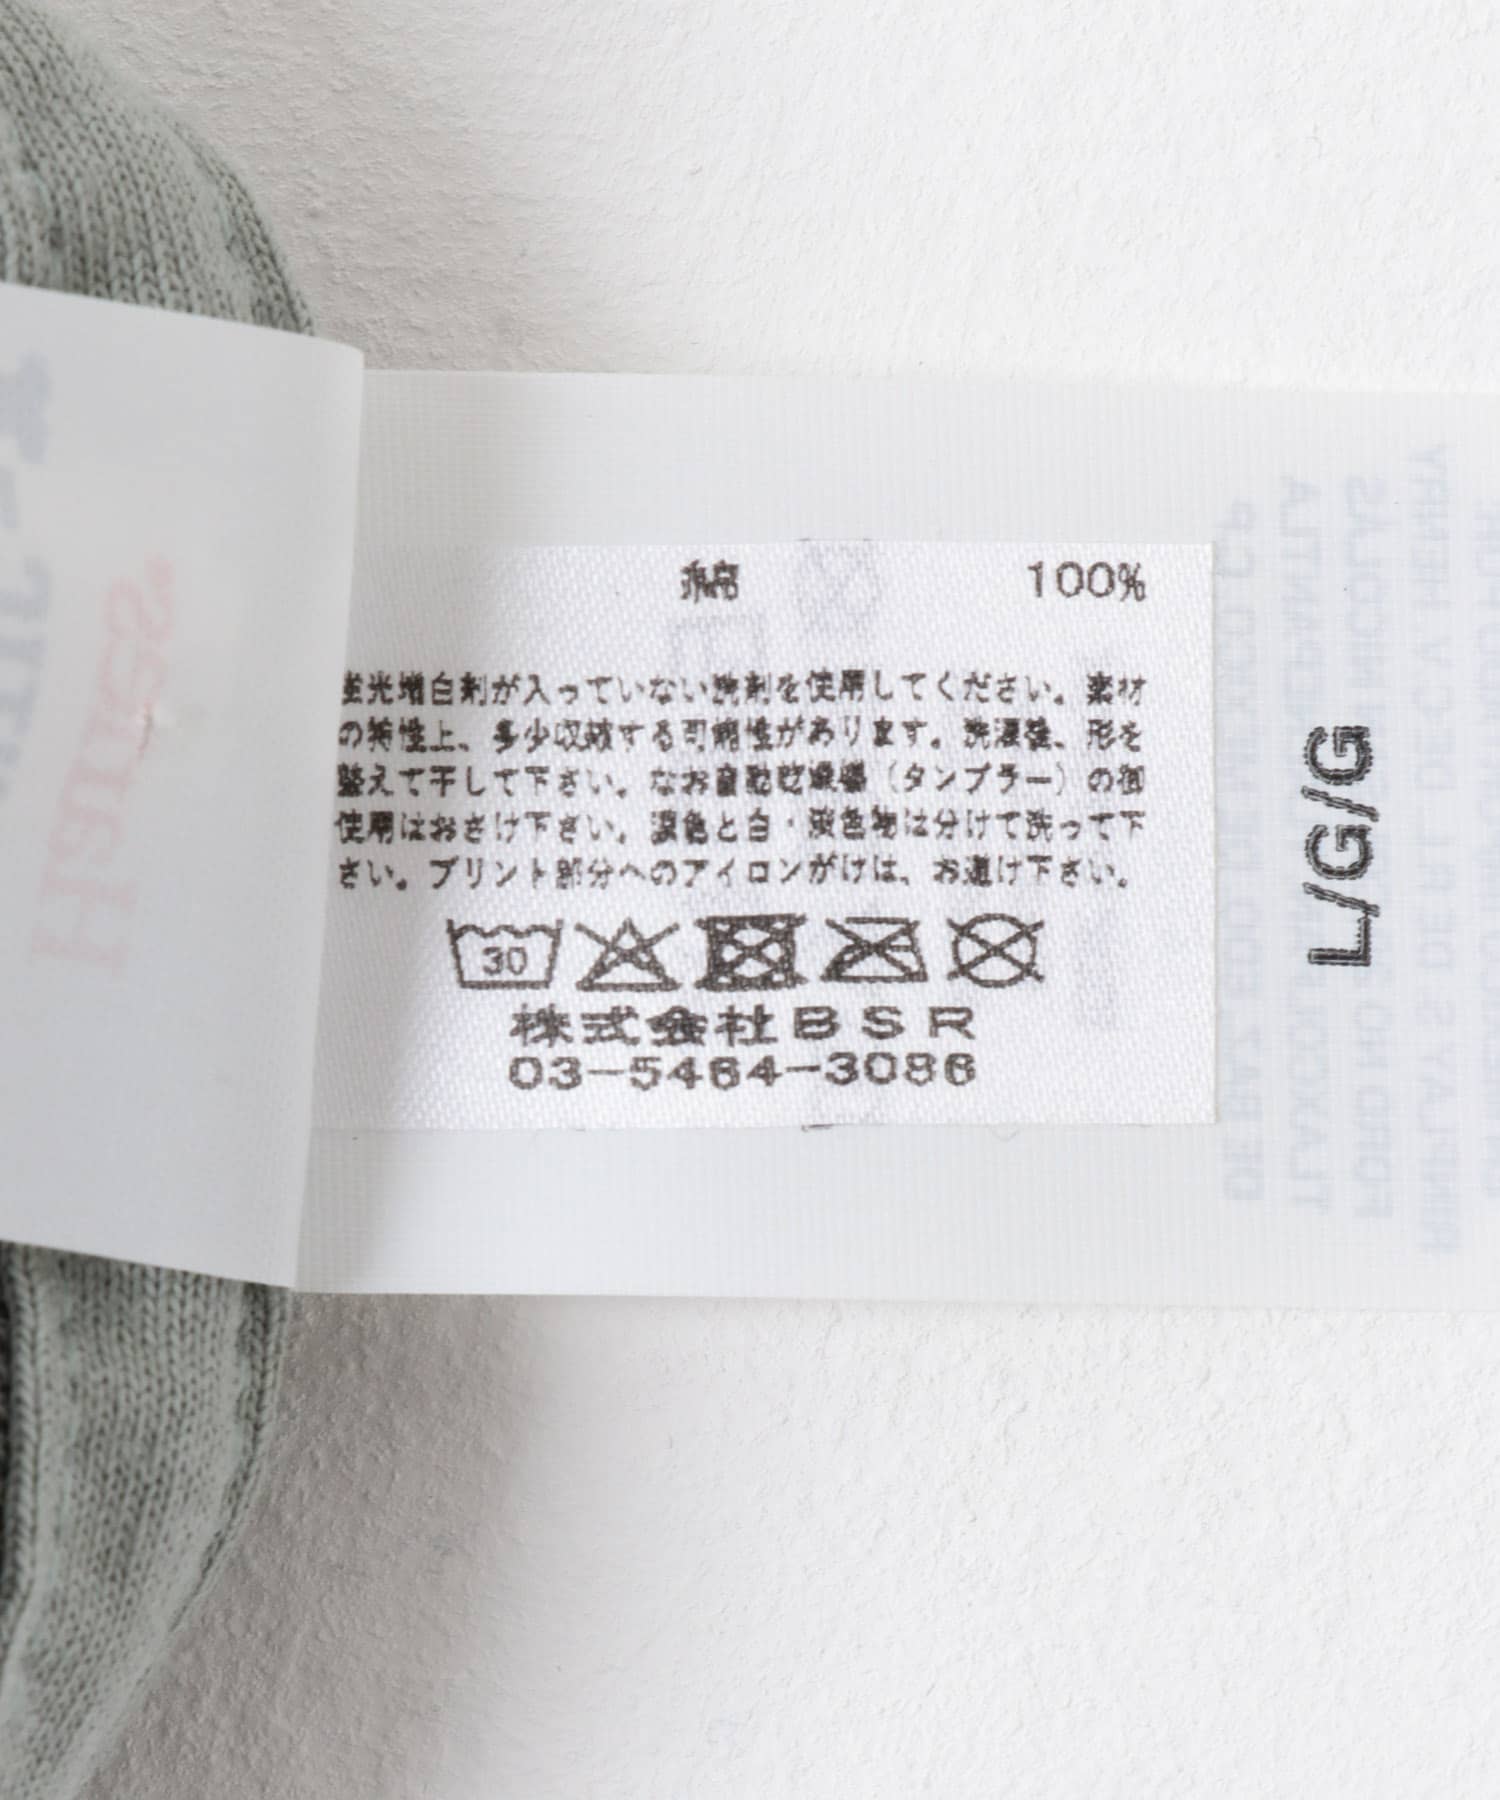 綿 100%
蛍光増白剤が入っていない洗剤を使用してください。素材
の特性上、多少収縮する可能性があります。洗濯後、形を
整えて干して下さい。なお自動乾燥機（タンブラー）の御
使用はおさけ下さい。濃色と白・淡色物は分けて洗って下
さい。プリント部分へのアイロンがけは、お避け下さい。
30
株式会社BSR
03-5464-3086
L/G/G
Hanes